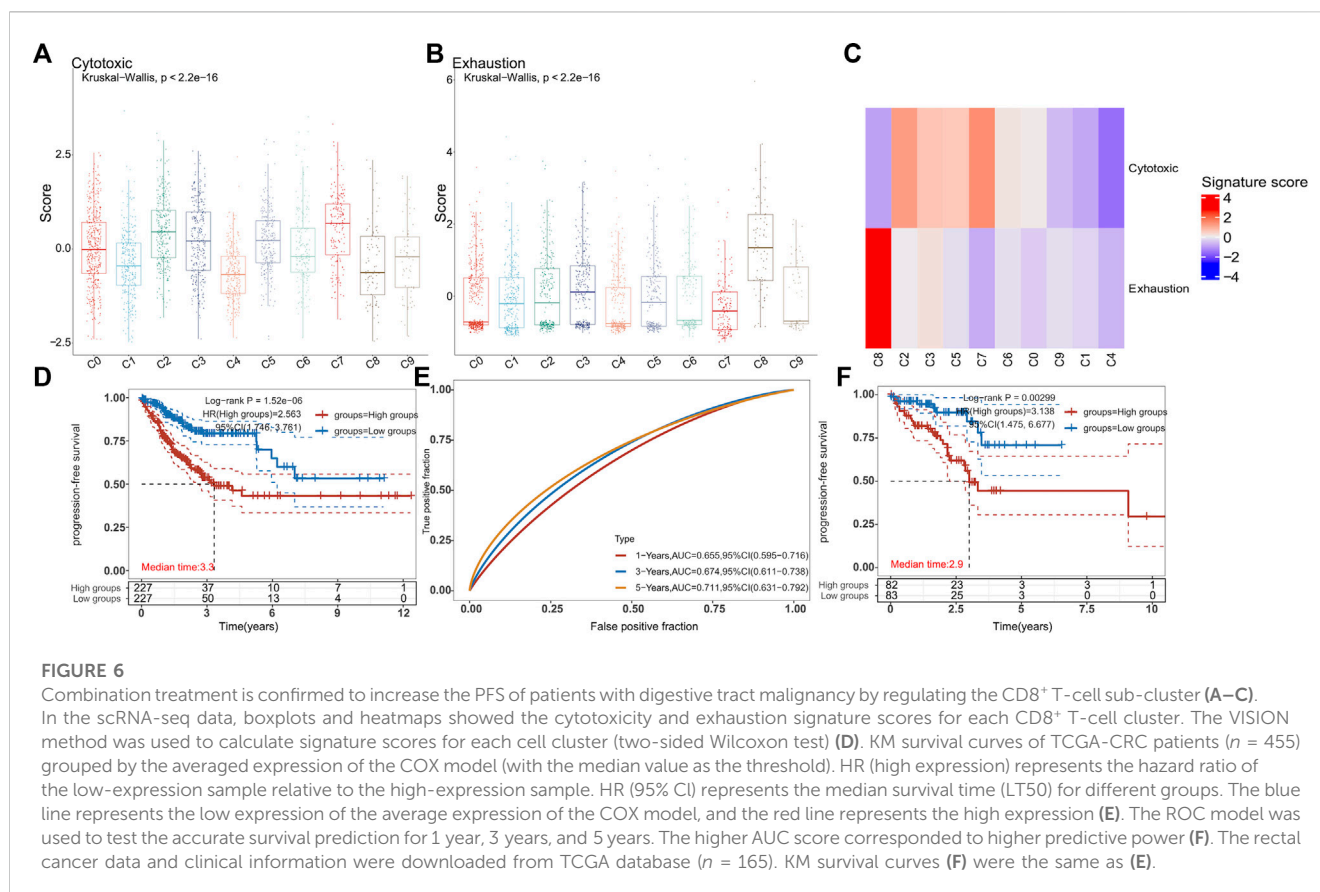 A
Cytotoxic
Kruskal−Wallis, p < 2.2e−16
Score
2.5
0.0
−2.5
C0 C1 C2 C3 C4 C5 C6 C7 C8 C9
B
Exhaustion
Kruskal−Wallis, p < 2.2e−16
Score
6
4
2
0
C0 C1 C2 C3 C4 C5 C6 C7 C8 C9
C
Cytotoxic
Exhaustion
C8 C2 C3 C5 C7 C6 C0 C9 C1 C4
Signature score
4
2
0
−2
−4
D
Log−rank P = 1.52e−06
HR(High groups)=2.563
95%CI(1.746, 3.761)
groups=High groups
groups=Low groups
progression−free survival
1.00
0.75
0.50
0.25
0.00
Median time:3.3
High groups 227 37 10 7 1
Low groups 227 50 13 4 0
0 3 6 9 12
Time(years)
E
True positive fraction
1.00
0.75
0.50
0.25
0.00
Type
1−Years,AUC=0.655,95%CI(0.595−0.716)
3−Years,AUC=0.674,95%CI(0.611−0.738)
5−Years,AUC=0.711,95%CI(0.631−0.792)
0.00 0.25 0.50 0.75 1.00
False positive fraction
F
Log−rank P = 0.00299
HR(High groups)=3.138
95%CI(1.475, 6.677)
groups=High groups
groups=Low groups
progression−free survival
1.00
0.75
0.50
0.25
0.00
Median time:2.9
High groups 82 23 3 3 1
Low groups 83 25 3 0 0
0 2.5 5 7.5 10
Time(years)
FIGURE 6
Combination treatment is confirmed to increase the PFS of patients with digestive tract malignancy by regulating the CD8⁺ T-cell sub-cluster (A–C).
In the scRNA-seq data, boxplots and heatmaps showed the cytotoxicity and exhaustion signature scores for each CD8⁺ T-cell cluster. The VISION
method was used to calculate signature scores for each cell cluster (two-sided Wilcoxon test) (D). KM survival curves of TCGA-CRC patients (n = 455)
grouped by the averaged expression of the COX model (with the median value as the threshold). HR (high expression) represents the hazard ratio of
the low-expression sample relative to the high-expression sample. HR (95% Cl) represents the median survival time (LT50) for different groups. The blue
line represents the low expression of the average expression of the COX model, and the red line represents the high expression (E). The ROC model was
used to test the accurate survival prediction for 1 year, 3 years, and 5 years. The higher AUC score corresponded to higher predictive power (F). The rectal
cancer data and clinical information were downloaded from TCGA database (n = 165). KM survival curves (F) were the same as (E).